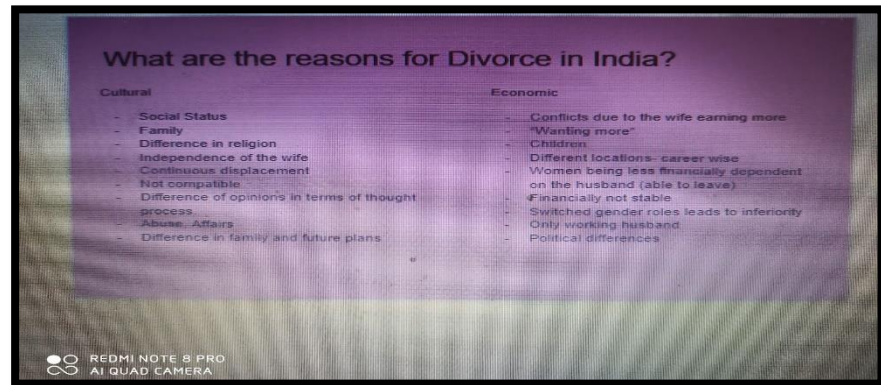 What are the reasons for Divorce in India?
Cultural
- Social Status
- Family
- Difference in religion
- Independence of the wife
- Continuous displacement
- Not compatible
- Difference of opinions in terms of thought
process
- Abuse, Affairs
- Difference in family and future plans
Economic
- Conflicts due to the wife earning more
- "Wanting more"
- Children
- Different locations- career wise
- Women being less financially dependent
on the husband (able to leave)
- Financially not stable
- Switched gender roles leads to inferiority
- Only working husband
- Political differences
REDMI NOTE 8 PRO
AI QUAD CAMERA